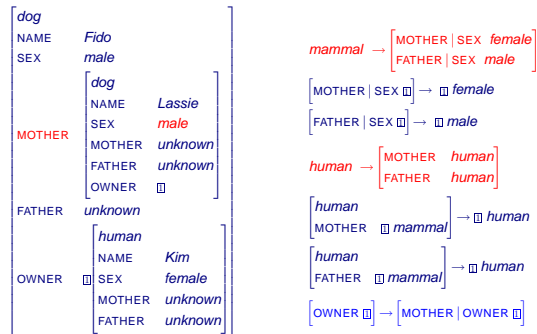 dog
NAME Fido
SEX male
MOTHER
dog
NAME Lassie
SEX male
MOTHER unknown
FATHER unknown
OWNER 1
FATHER unknown
OWNER 1
human
NAME Kim
SEX female
MOTHER unknown
FATHER unknown
mammal → [MOTHER | SEX female
FATHER | SEX male]
[MOTHER | SEX 1] → 1 female
[FATHER | SEX 1] → 1 male
human → [MOTHER human
FATHER human]
[human
MOTHER 1 mammal] → 1 human
[human
FATHER 1 mammal] → 1 human
[OWNER 1] → [MOTHER | OWNER 1]